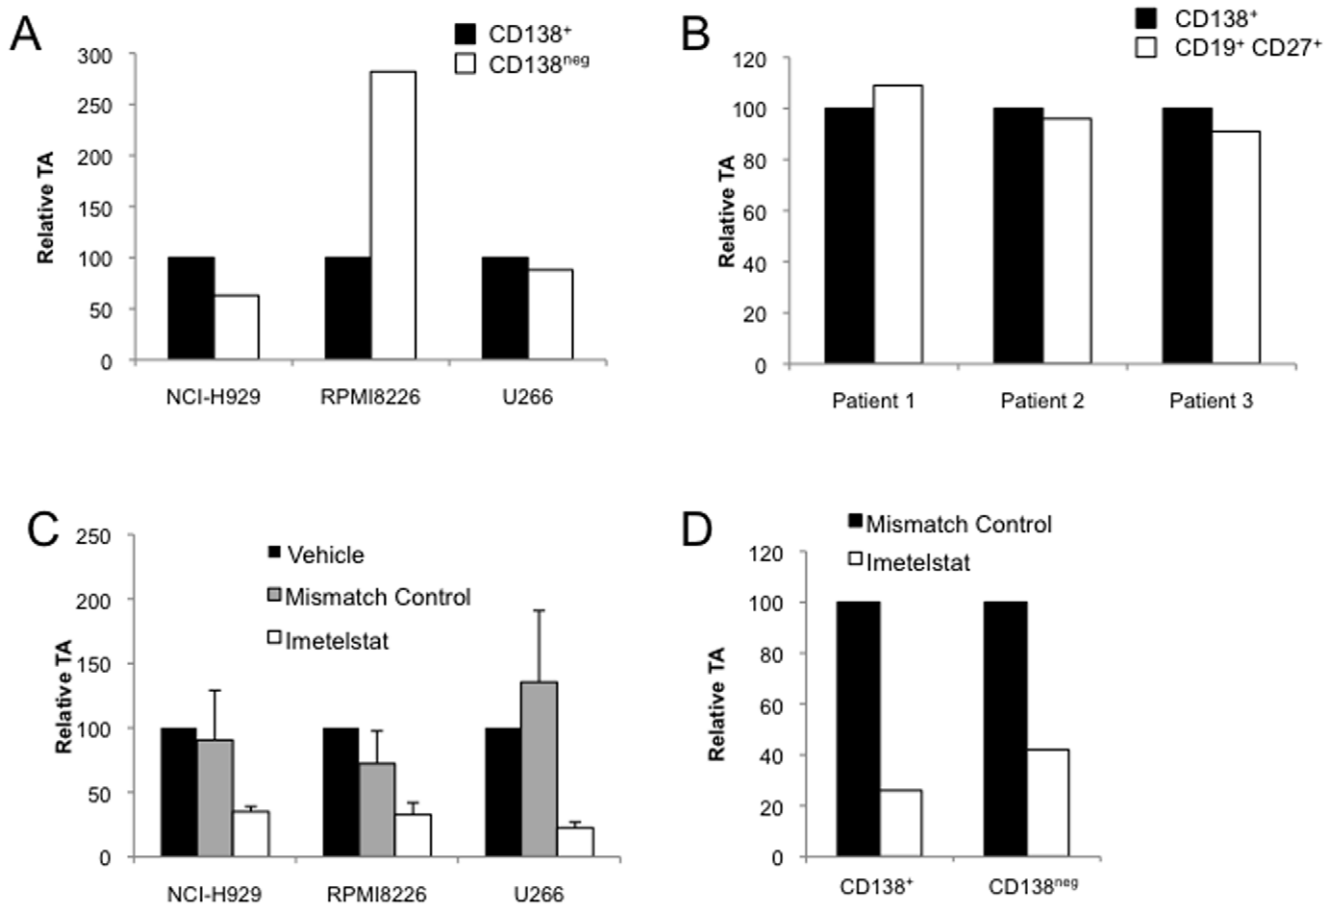 A
CD138⁺
CD138ⁿᵉᵍ
300
250
200
150
100
50
0
Relative TA
NCI-H929 RPMI8226 U266
B
CD138⁺
CD19⁺ CD27⁺
120
100
80
60
40
20
0
Relative TA
Patient 1 Patient 2 Patient 3
C
Vehicle
Mismatch Control
Imetelstat
250
200
150
100
50
0
Relative TA
NCI-H929 RPMI8226 U266
D
Mismatch Control
Imetelstat
120
100
80
60
40
20
0
Relative TA
CD138⁺ CD138ⁿᵉᵍ